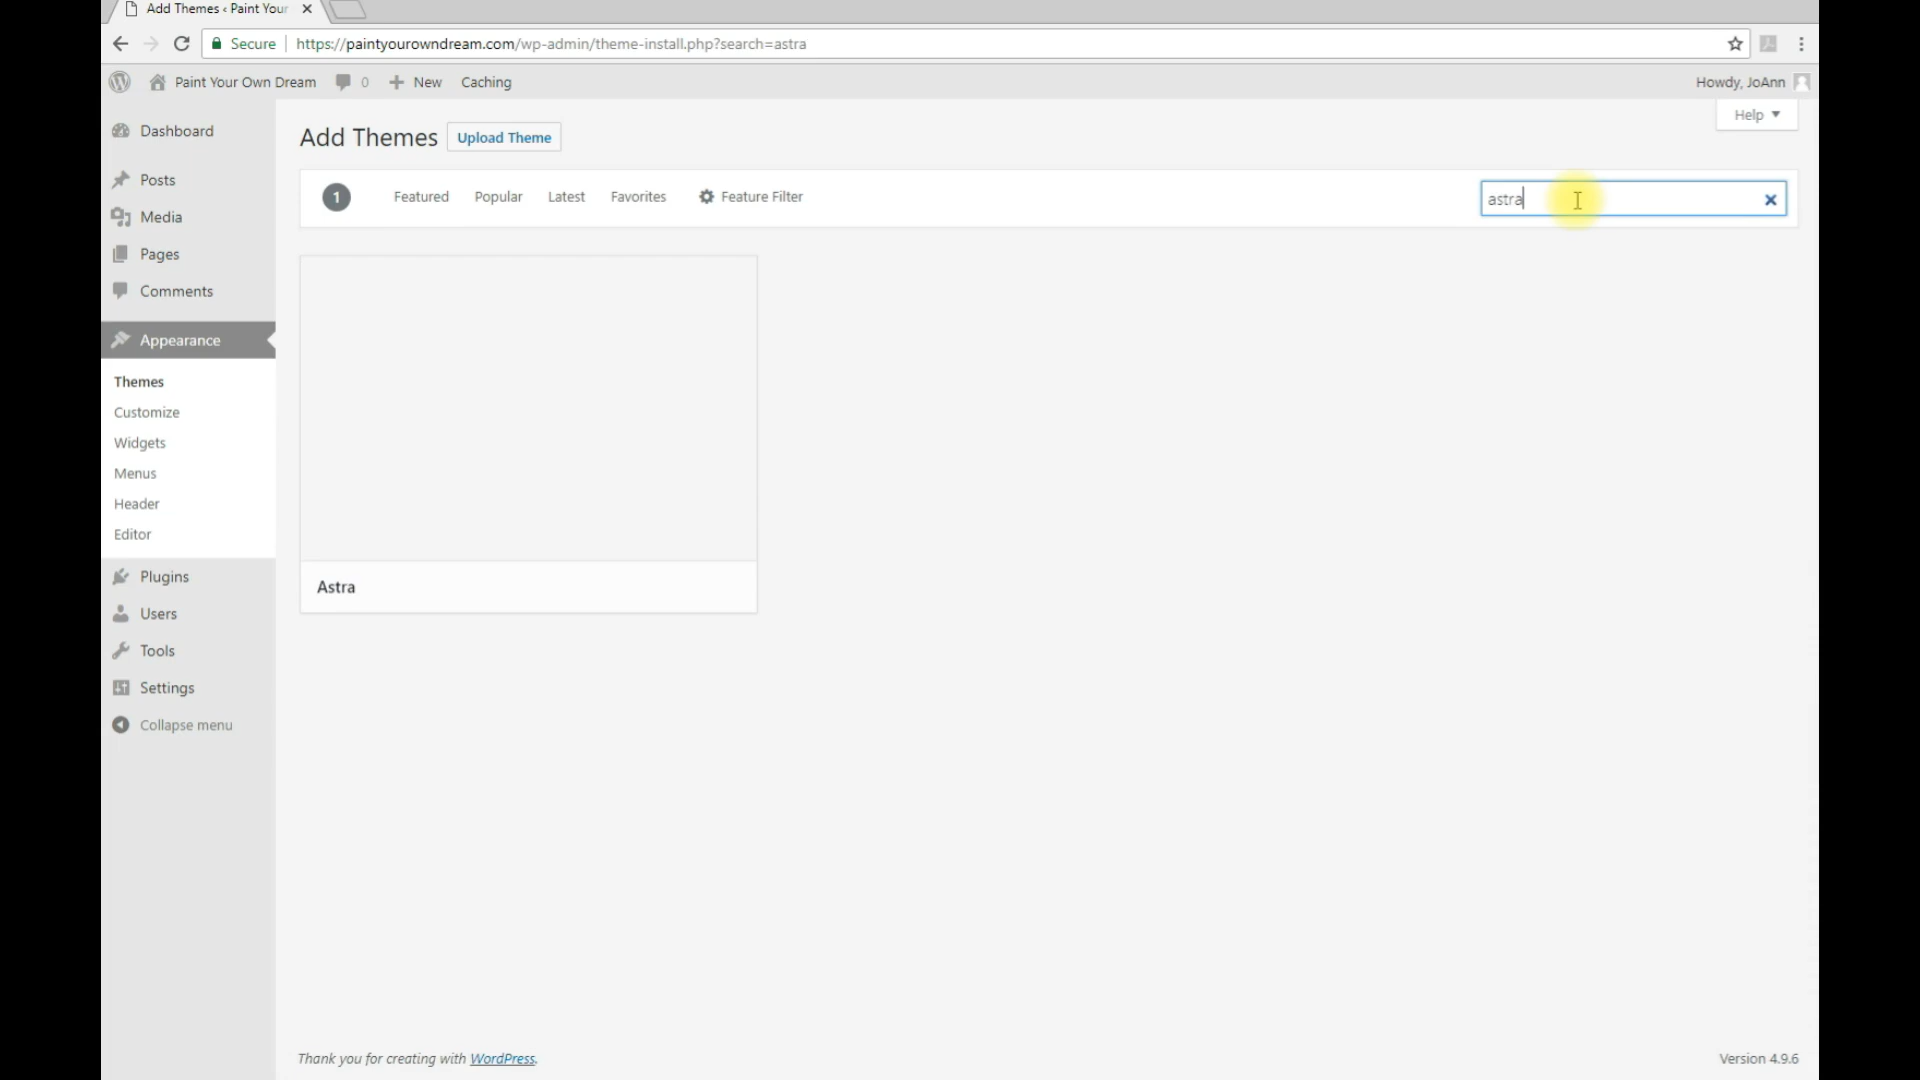 Add Themes ‹ Paint Your
Secure https://paintyourowndream.com/wp-admin/theme-install.php?search=astra
Paint Your Own Dream 0 New Caching Howdy, JoAnn
Help
Dashboard
Posts
Media
Pages
Comments
Appearance
Themes
Customize
Widgets
Menus
Header
Editor
Plugins
Users
Tools
Settings
Collapse menu
Add Themes Upload Theme
1 Featured Popular Latest Favorites Feature Filter astra
Astra
Thank you for creating with WordPress. Version 4.9.6